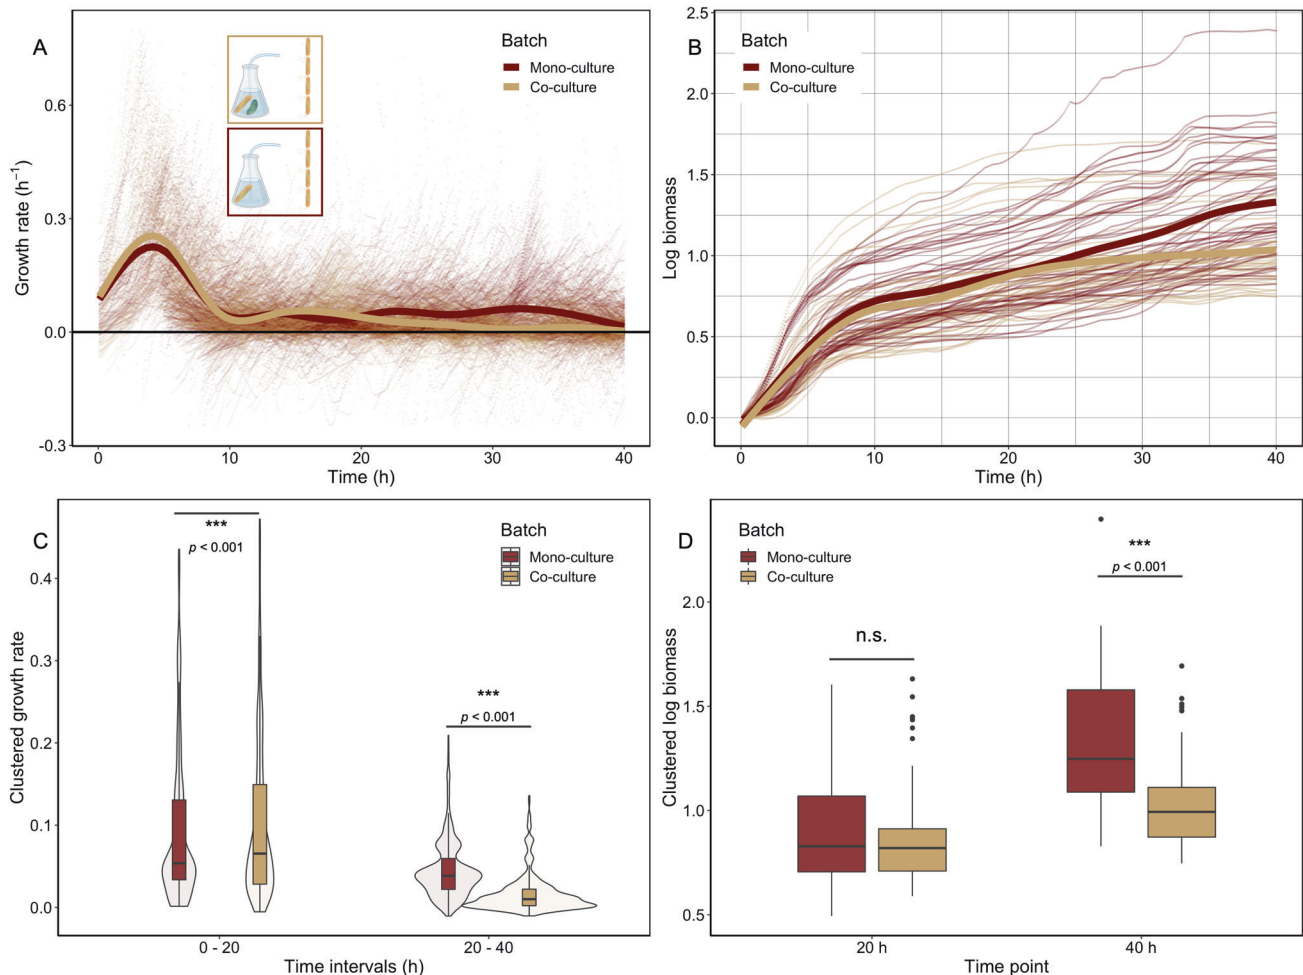 A
Batch
Mono-culture
Co-culture
0.6
0.3
0.0
-0.3
Growth rate (h⁻¹)
0
10
20
30
40
Time (h)
B
Batch
Mono-culture
Co-culture
2.5
2.0
1.5
1.0
0.5
0.0
Log biomass
0
10
20
30
40
Time (h)
C
***
p < 0.001
Batch
Mono-culture
Co-culture
***
p < 0.001
0.4
0.3
0.2
0.1
0.0
Clustered growth rate
0 - 20
20 - 40
Time intervals (h)
D
Batch
Mono-culture
Co-culture
n.s.
***
p < 0.001
2.0
1.5
1.0
0.5
Clustered log biomass
20 h
40 h
Time point